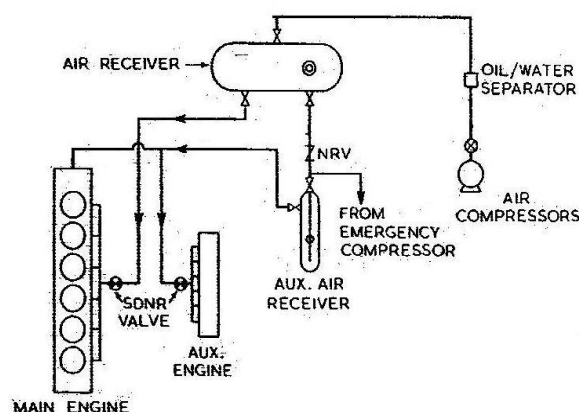 AIR RECEIVER
OIL/WATER
SEPARATOR
NRV
AIR
COMPRESSORS
FROM
EMERGENCY
COMPRESSOR
AUX. AIR
RECEIVER
SDNR
VALVE
AUX.
ENGINE
MAIN ENGINE